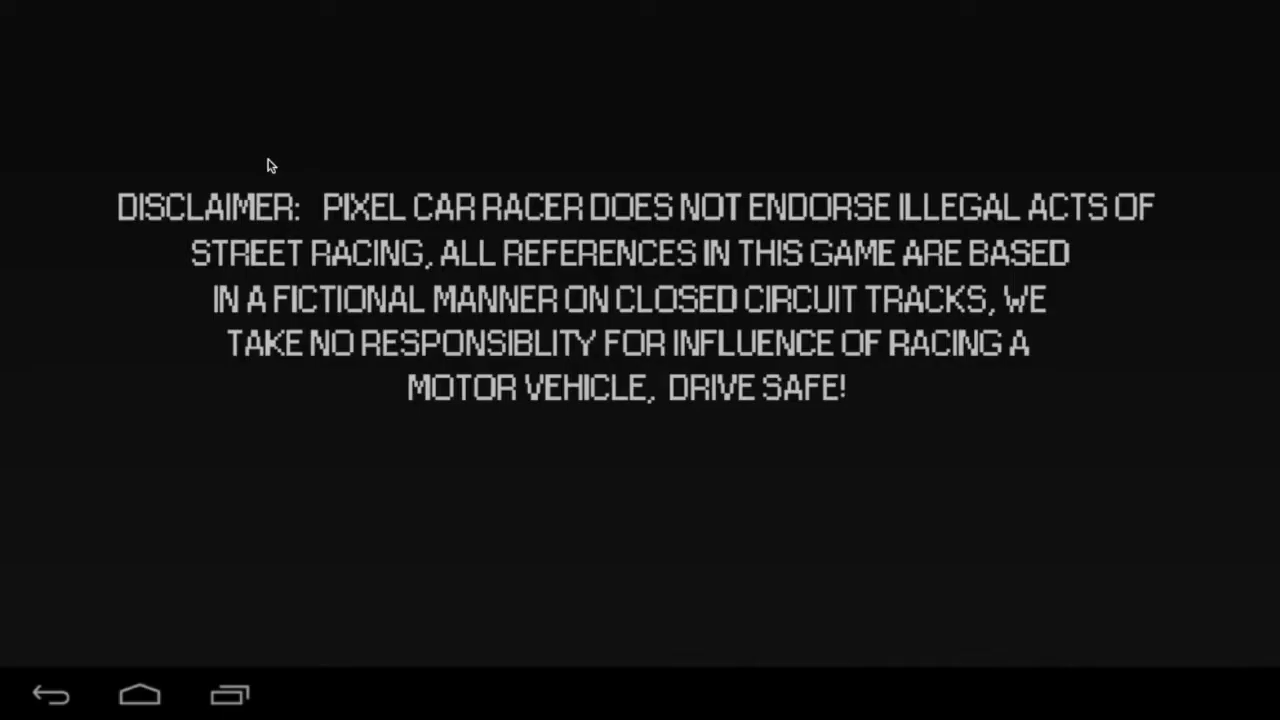 DISCLAIMER: PIXEL CAR RACER DOES NOT ENDORSE ILLEGAL ACTS OF
STREET RACING, ALL REFERENCES IN THIS GAME ARE BASED
IN A FICTIONAL MANNER ON CLOSED CIRCUIT TRACKS, WE
TAKE NO RESPONSIBLITY FOR INFLUENCE OF RACING A
MOTOR VEHICLE, DRIVE SAFE!